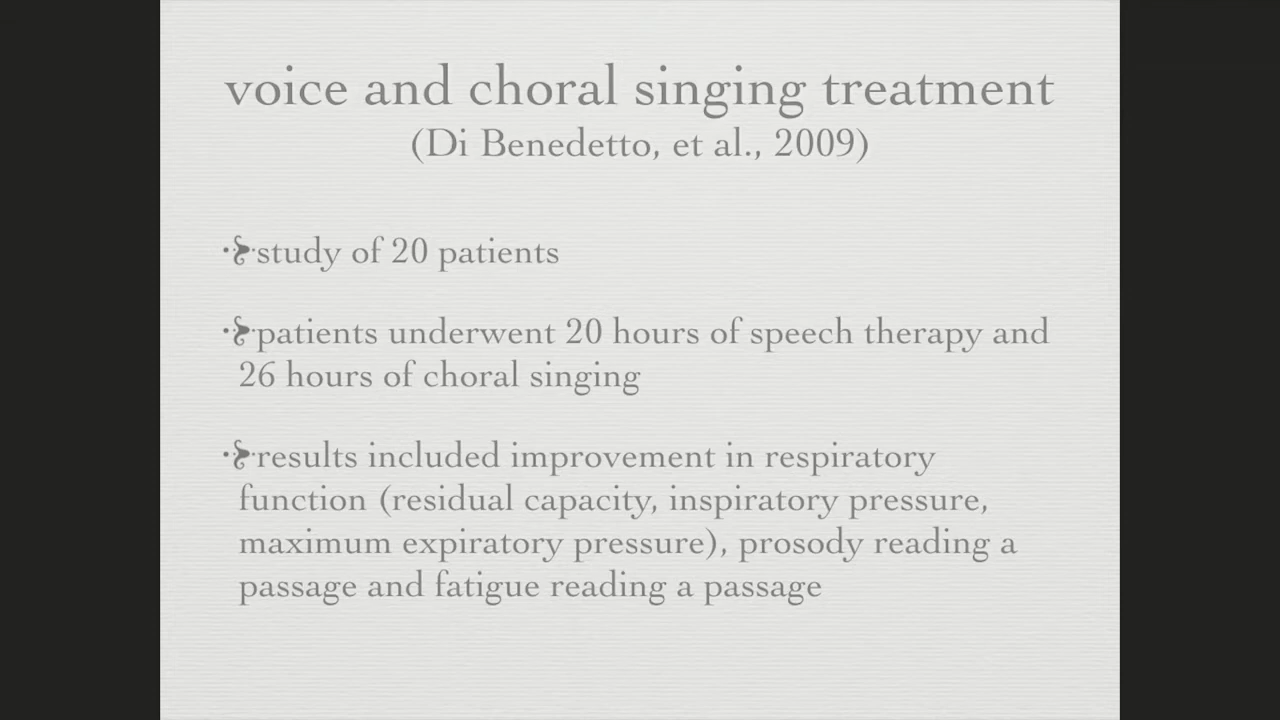 voice and choral singing treatment
(Di Benedetto, et al., 2009)
study of 20 patients
patients underwent 20 hours of speech therapy and
26 hours of choral singing
results included improvement in respiratory
function (residual capacity, inspiratory pressure,
maximum expiratory pressure), prosody reading a
passage and fatigue reading a passage